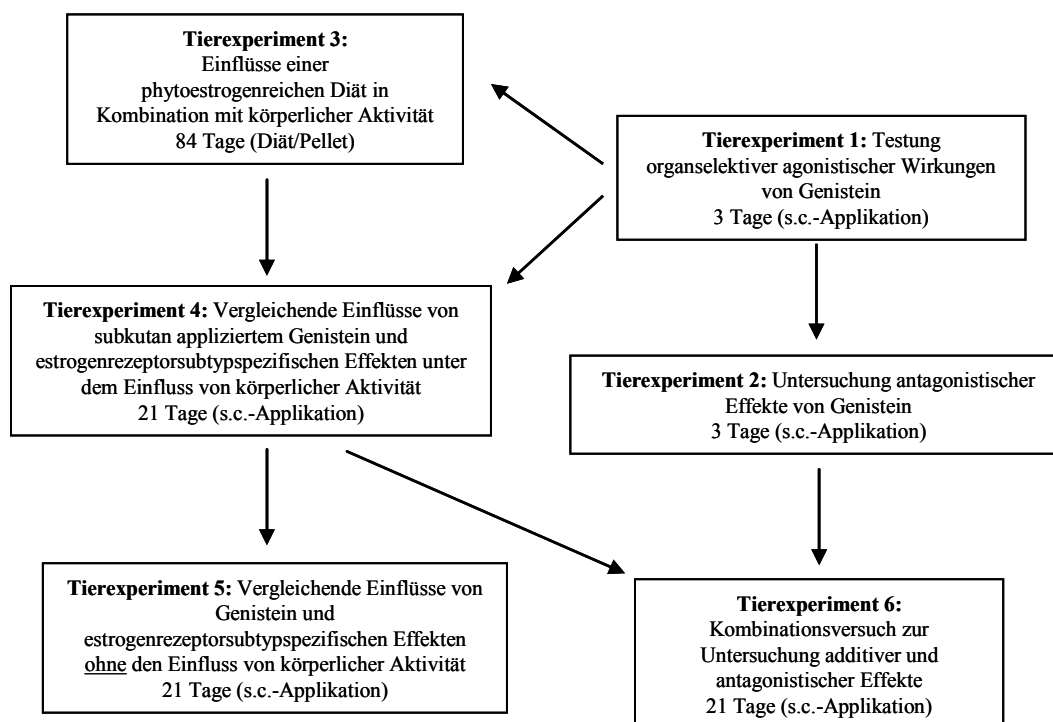 Tierexperiment 3:
Einflüsse einer
phytoestrogenreichen Diät in
Kombination mit körperlicher Aktivität
84 Tage (Diät/Pellet)
Tierexperiment 1: Testung
organselektiver agonistischer Wirkungen
von Genistein
3 Tage (s.c.-Applikation)
Tierexperiment 4: Vergleichende Einflüsse von
subkutan appliziertem Genistein und
estrogenrezeptorsubtypspezifischen Effekten unter
dem Einfluss von körperlicher Aktivität
21 Tage (s.c.-Applikation)
Tierexperiment 2: Untersuchung antagonistischer
Effekte von Genistein
3 Tage (s.c.-Applikation)
Tierexperiment 5: Vergleichende Einflüsse von
Genistein und
estrogenrezeptorsubtypspezifischen Effekten
ohne den Einfluss von körperlicher Aktivität
21 Tage (s.c.-Applikation)
Tierexperiment 6:
Kombinationsversuch zur
Untersuchung additiver und
antagonistischer Effekte
21 Tage (s.c.-Applikation)